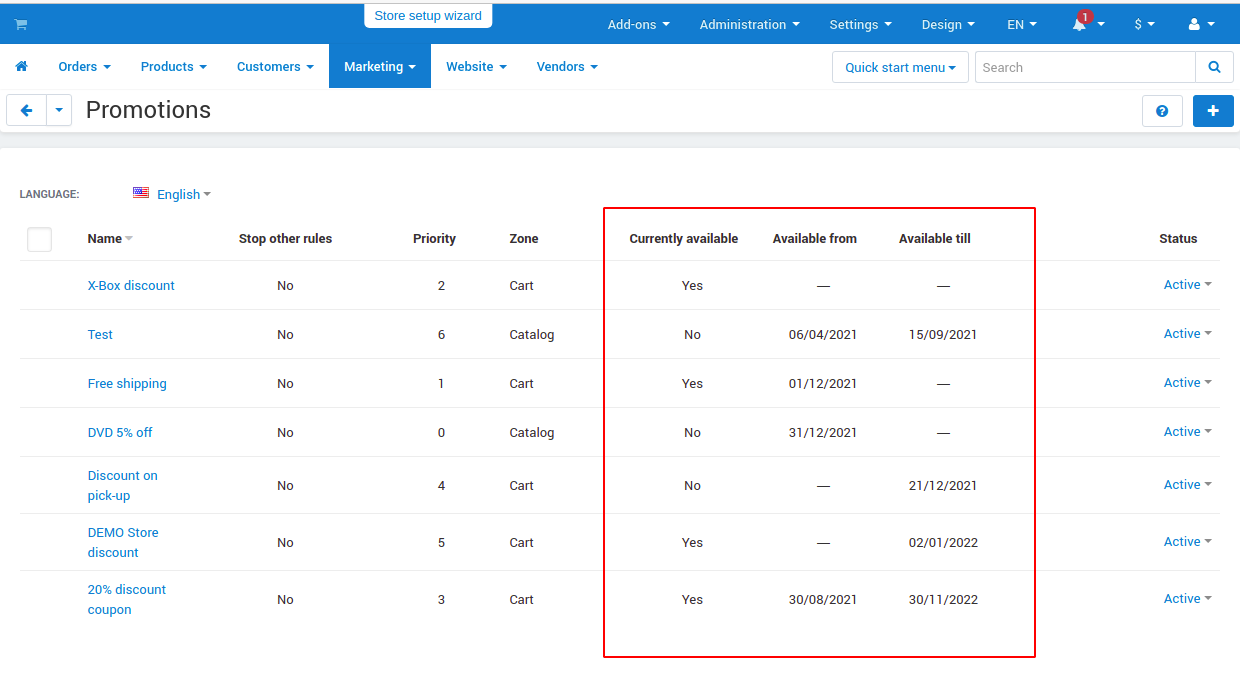 Store setup wizard
Add-ons Administration Settings Design EN 1 $
Orders Products Customers Marketing Website Vendors Quick start menu Search
Promotions
LANGUAGE: English
Name Stop other rules Priority Zone Currently available Available from Available till Status
X-Box discount No 2 Cart Yes — — Active
Test No 6 Catalog No 06/04/2021 15/09/2021 Active
Free shipping No 1 Cart Yes 01/12/2021 — Active
DVD 5% off No 0 Catalog No 31/12/2021 — Active
Discount on
pick-up No 4 Cart No — 21/12/2021 Active
DEMO Store
discount No 5 Cart Yes — 02/01/2022 Active
20% discount
coupon No 3 Cart Yes 30/08/2021 30/11/2022 Active